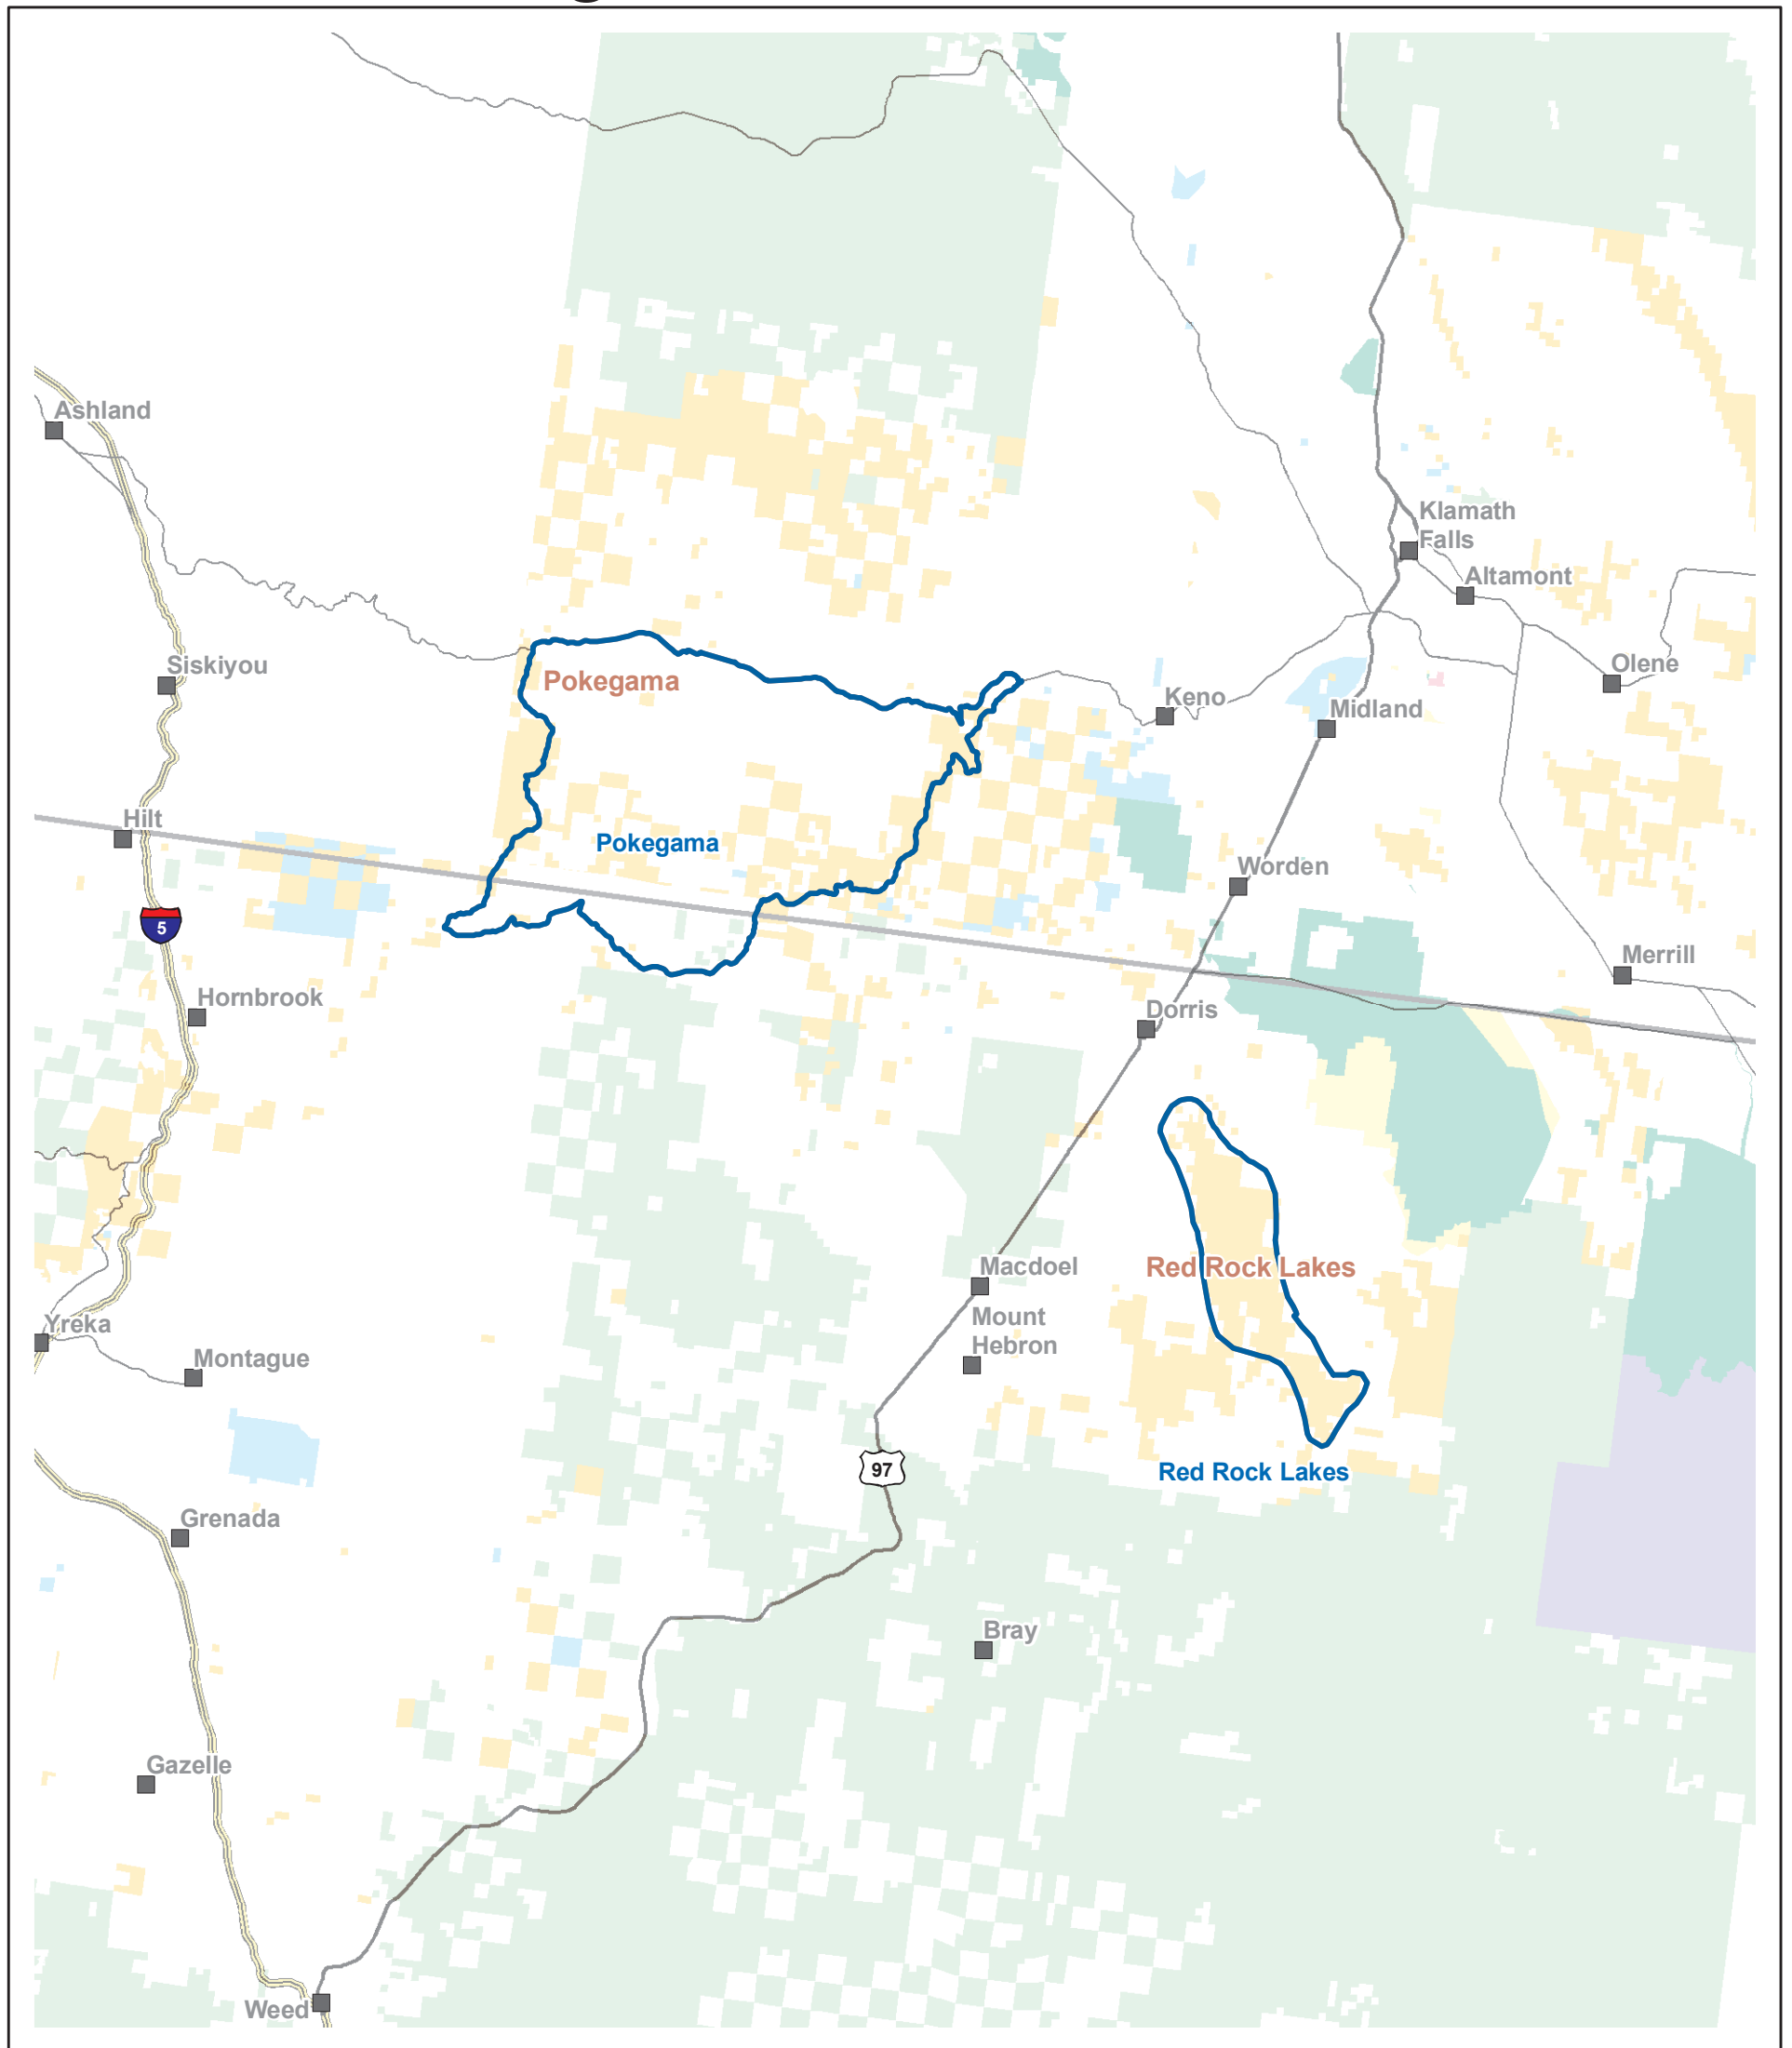 Ashland
Klamath
Falls
Altamont
Siskiyou
Pokegama
Olene
Keno
Midland
Hilt
Pokegama
Worden
5
Merrill
Hornbrook
Dorris
Macdoel
Red Rock Lakes
Mount
Hebron
Yreka
Montague
97
Red Rock Lakes
Grenada
Bray
Gazelle
Weed